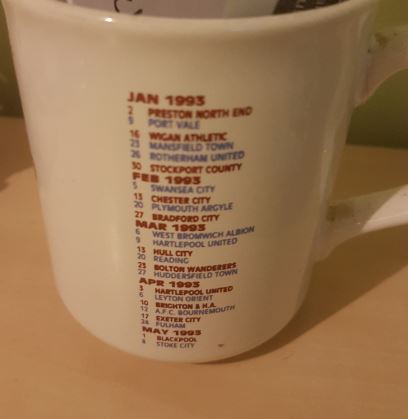 JAN 1993
2 PRESTON NORTH END
9 PORT VALE
16 WIGAN ATHLETIC
23 MANSFIELD TOWN
26 ROTHERHAM UNITED
30 STOCKPORT COUNTY
FEB 1993
5 SWANSEA CITY
13 CHESTER CITY
20 PLYMOUTH ARGYLE
27 BRADFORD CITY
MAR 1993
6 WEST BROMWICH ALBION
9 HARTLEPOOL UNITED
13 HULL CITY
20 READING
23 BOLTON WANDERERS
27 HUDDERSFIELD TOWN
APR 1993
3 HARTLEPOOL UNITED
6 LEYTON ORIENT
10 BRIGHTON & H.A.
12 A.F.C. BOURNEMOUTH
17 EXETER CITY
24 FULHAM
MAY 1993
1 BLACKPOOL
8 STOKE CITY